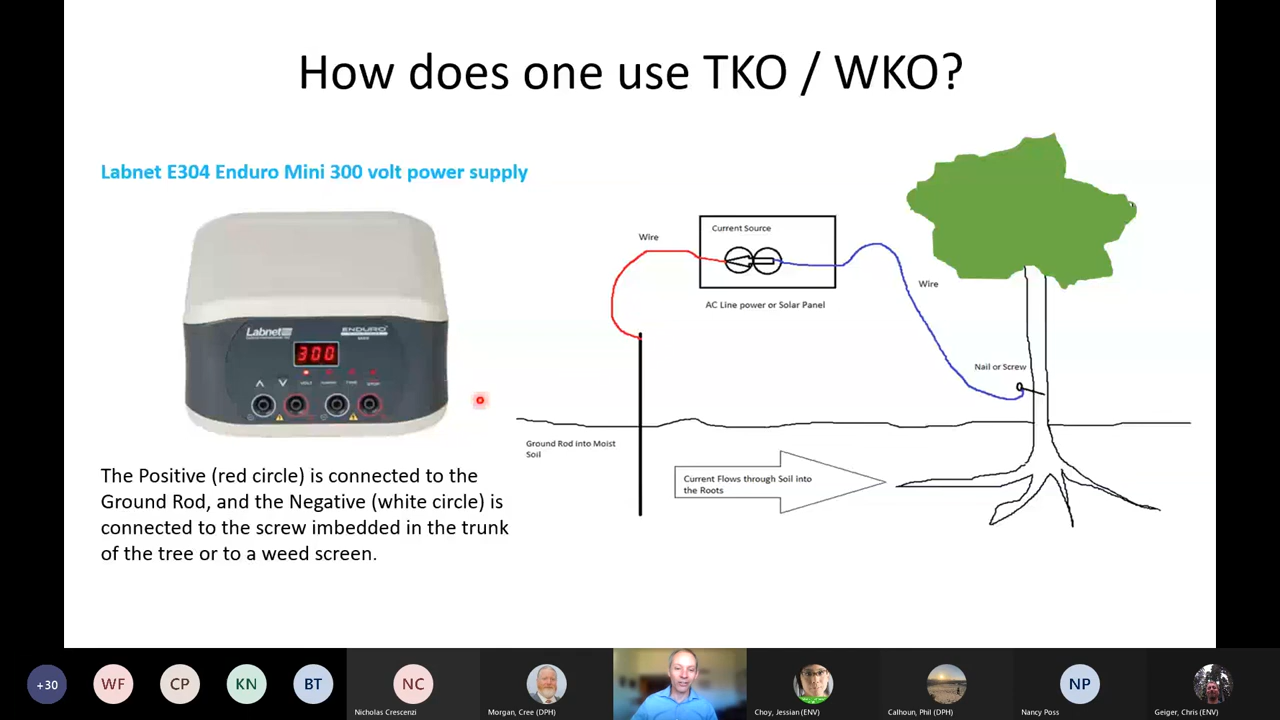 How does one use TKO / WKO?
Labnet E304 Enduro Mini 300 volt power supply
Labnet
ENDURO
300
VOLT
The Positive (red circle) is connected to the
Ground Rod, and the Negative (white circle) is
connected to the screw imbedded in the trunk
of the tree or to a weed screen.
Wire
Current Source
AC Line power or Solar Panel
Wire
Nail or Screw
Ground Rod into Moist
Soil
Current Flows through Soil into
the Roots
+30
WF
CP
KN
BT
NC
NP
Nicholas Crescenzi
Morgan, Cree (DPH)
Choy, Jessian (ENV)
Calhoun, Phil (DPH)
Nancy Poss
Geiger, Chris (ENV)